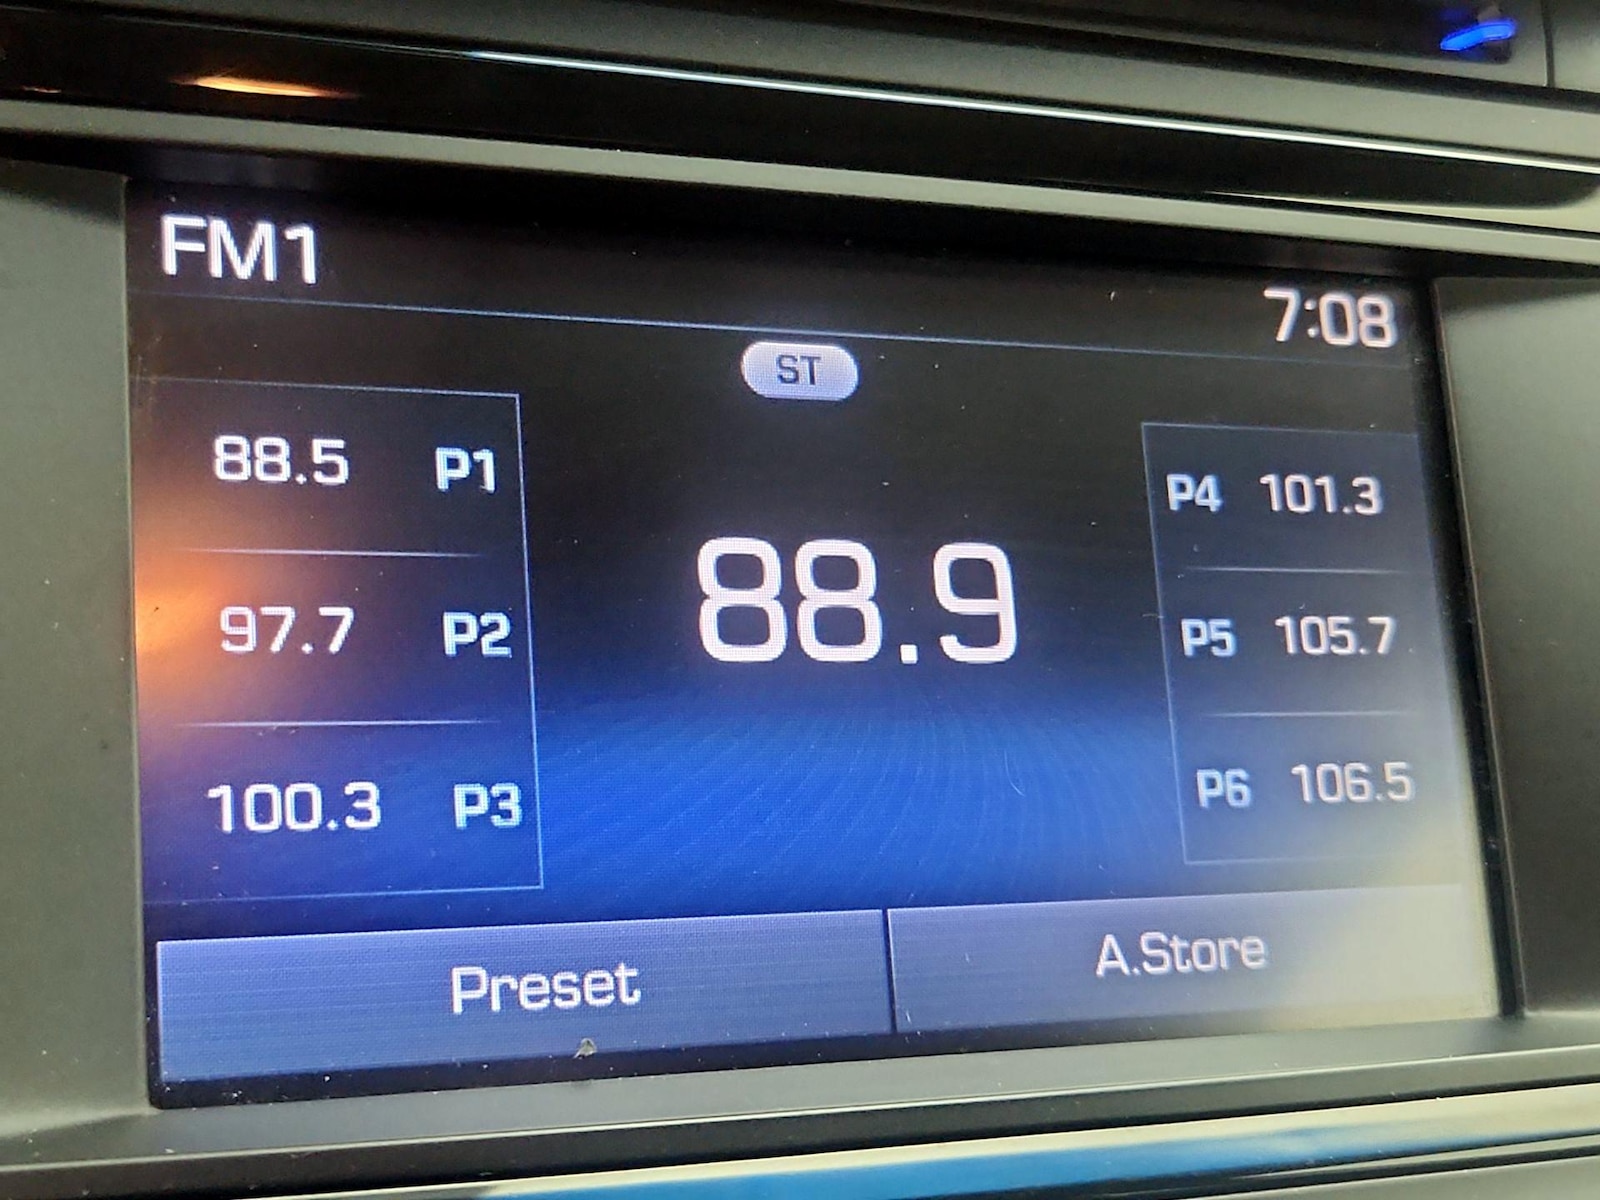 FM1
7:08
ST
88.5 P1
97.7 P2
100.3 P3
88.9
P4 101.3
P5 105.7
P6 106.5
Preset
A.Store